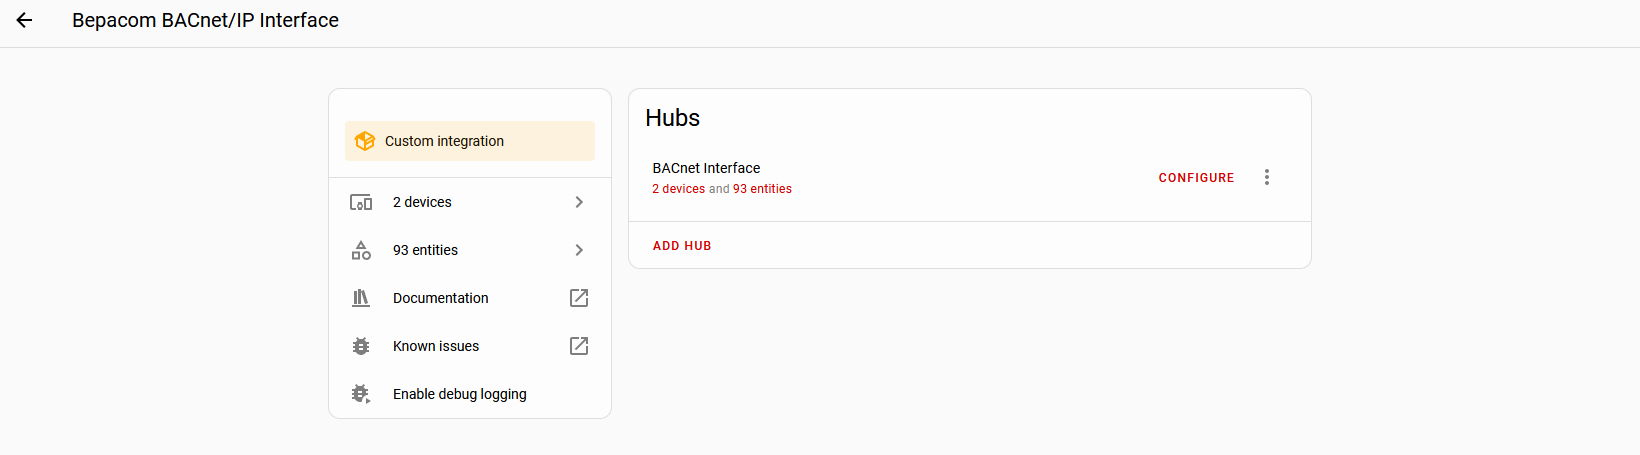 Bepacom BACnet/IP Interface
Custom integration
2 devices
93 entities
Documentation
Known issues
Enable debug logging
Hubs
BACnet Interface
2 devices and 93 entities
CONFIGURE
ADD HUB